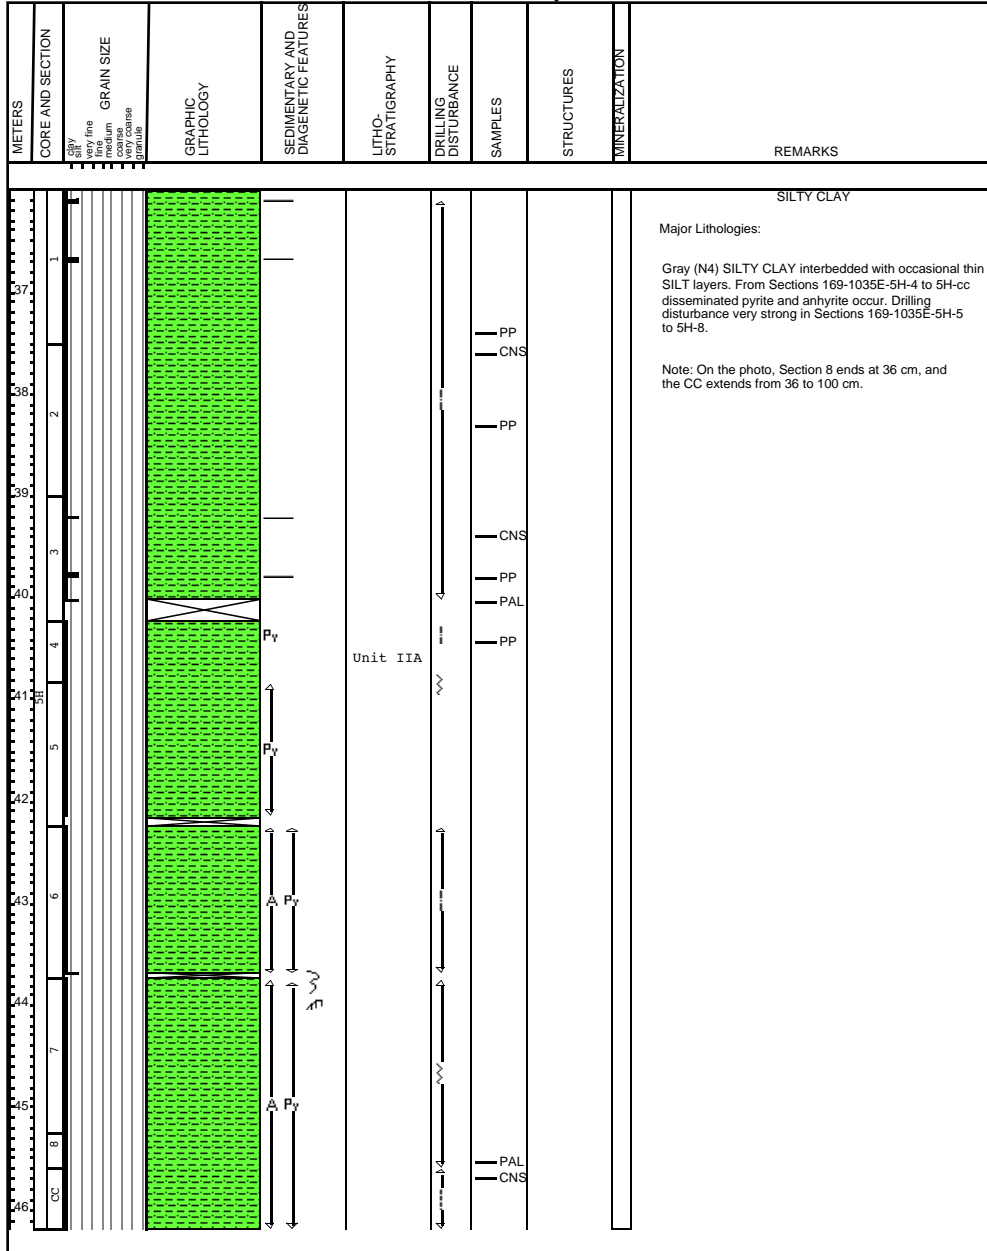 METERS
CORE AND SECTION
GRAIN SIZE
clay
silt
very fine
fine
medium
coarse
very coarse
granule
GRAPHIC
LITHOLOGY
SEDIMENTARY AND
DIAGENETIC FEATURES
LITHO-
STRATIGRAPHY
DRILLING
DISTURBANCE
SAMPLES
STRUCTURES
MINERALIZATION
REMARKS
SILTY CLAY
Major Lithologies:
Gray (N4) SILTY CLAY interbedded with occasional thin
SILT layers. From Sections 169-1035E-5H-4 to 5H-cc
disseminated pyrite and anhyrite occur. Drilling
disturbance very strong in Sections 169-1035E-5H-5
to 5H-8.
Note: On the photo, Section 8 ends at 36 cm, and
the CC extends from 36 to 100 cm.
37
38
39
40
41
42
43
44
45
46
5H
1
2
3
4
5
6
7
8
CC
Py
Py
A Py
A Py
Unit IIA
PP
CNS
PP
CNS
PP
PAL
PP
PAL
CNS